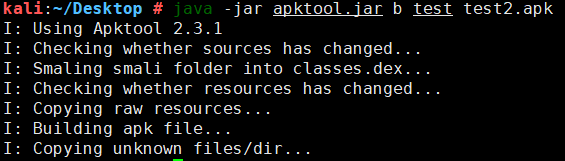 kali:~/Desktop # java -jar apktool.jar b test test2.apk
I: Using Apktool 2.3.1
I: Checking whether sources has changed...
I: Smaling smali folder into classes.dex...
I: Checking whether resources has changed...
I: Copying raw resources...
I: Building apk file...
I: Copying unknown files/dir...